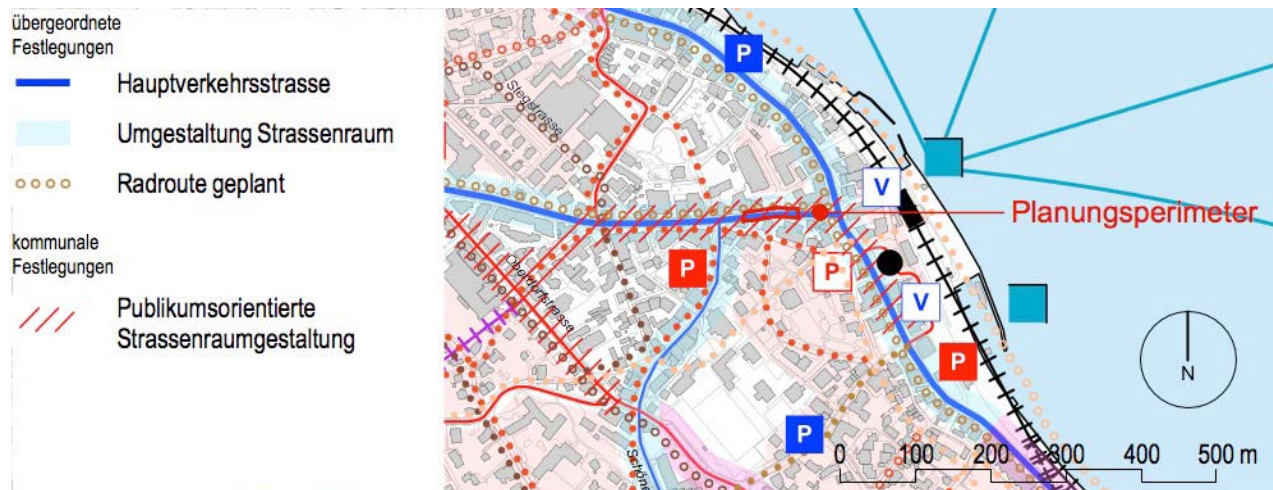 übergeordnete
Festlegungen
Hauptverkehrsstrasse
Umgestaltung Strassenraum
Radroute geplant
kommunale
Festlegungen
Publikumsorientierte
Strassenraumgestaltung
P
Stegstrasse
V
Planungsperimeter
P
P
Oberdorfstrasse
V
P
N
P
0 100 200 300 400 500 m
Schöne